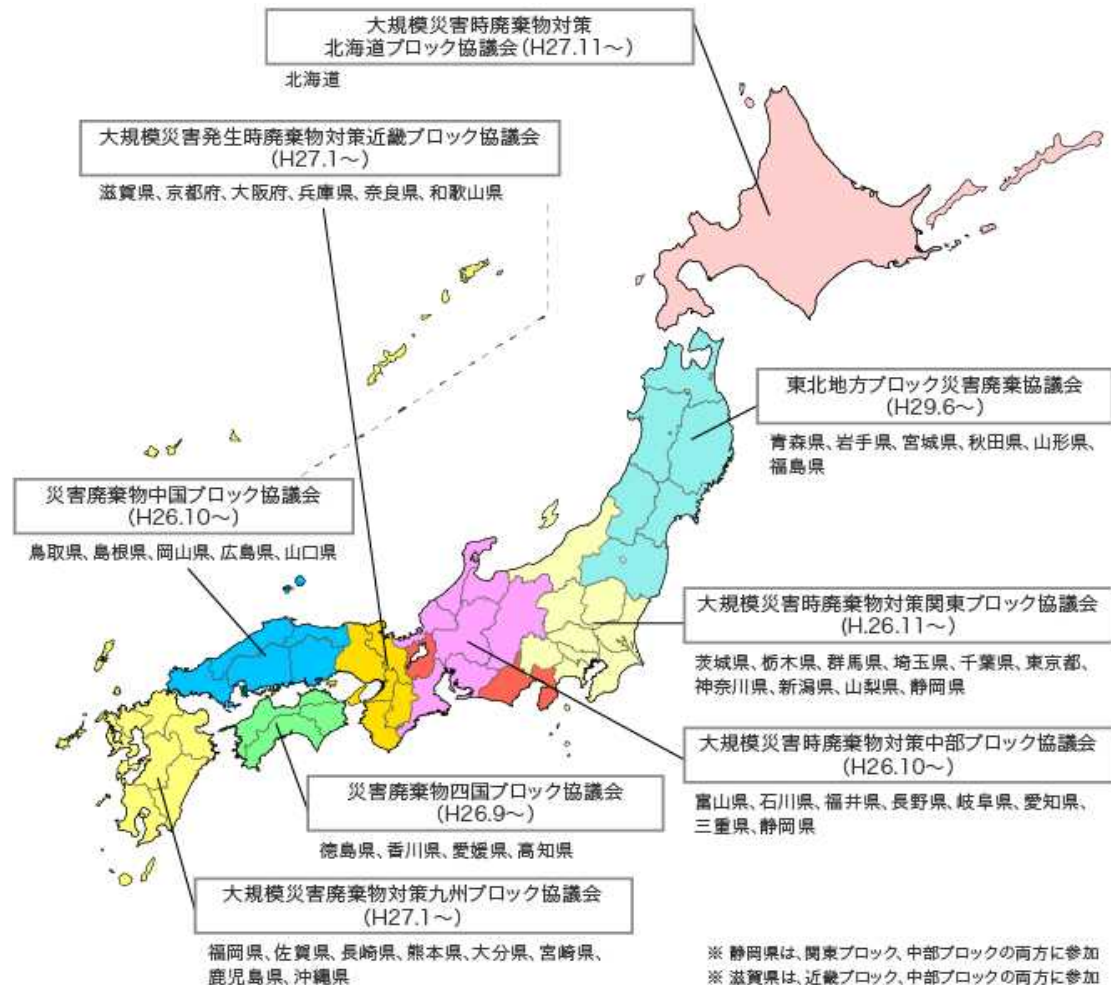 大規模災害時廃棄物対策
北海道ブロック協議会(H27.11～)
北海道
大規模災害発生時廃棄物対策近畿ブロック協議会
(H27.1～)
滋賀県、京都府、大阪府、兵庫県、奈良県、和歌山県
東北地方ブロック災害廃棄協議会
(H29.6～)
青森県、岩手県、宮城県、秋田県、山形県、
福島県
災害廃棄物中国ブロック協議会
(H26.10～)
鳥取県、島根県、岡山県、広島県、山口県
大規模災害時廃棄物対策関東ブロック協議会
(H.26.11～)
茨城県、栃木県、群馬県、埼玉県、千葉県、東京都、
神奈川県、新潟県、山梨県、静岡県
大規模災害時廃棄物対策中部ブロック協議会
(H26.10～)
富山県、石川県、福井県、長野県、岐阜県、愛知県、
三重県、静岡県
災害廃棄物四国ブロック協議会
(H26.9～)
徳島県、香川県、愛媛県、高知県
大規模災害廃棄物対策九州ブロック協議会
(H27.1～)
福岡県、佐賀県、長崎県、熊本県、大分県、宮崎県、
鹿児島県、沖縄県
※ 静岡県は、関東ブロック、中部ブロックの両方に参加
※ 滋賀県は、近畿ブロック、中部ブロックの両方に参加